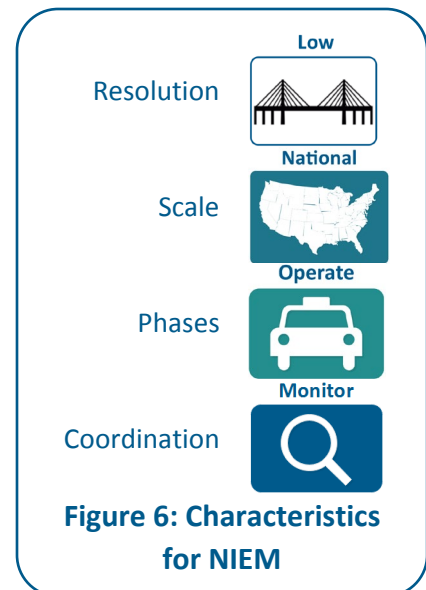 Low
Resolution
National
Scale
Operate
Phases
Monitor
Coordination
Figure 6: Characteristics
for NIEM